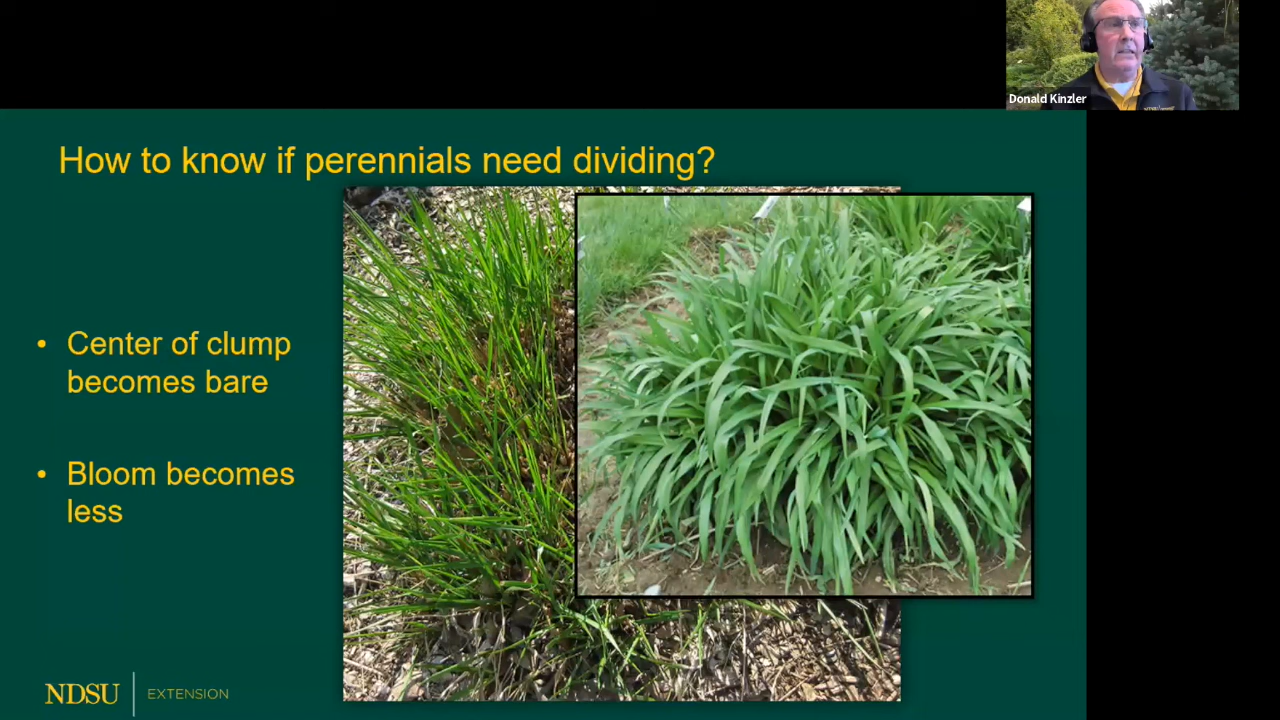 Donald Kinzler
How to know if perennials need dividing?
• Center of clump
becomes bare
• Bloom becomes
less
NDSU
EXTENSION